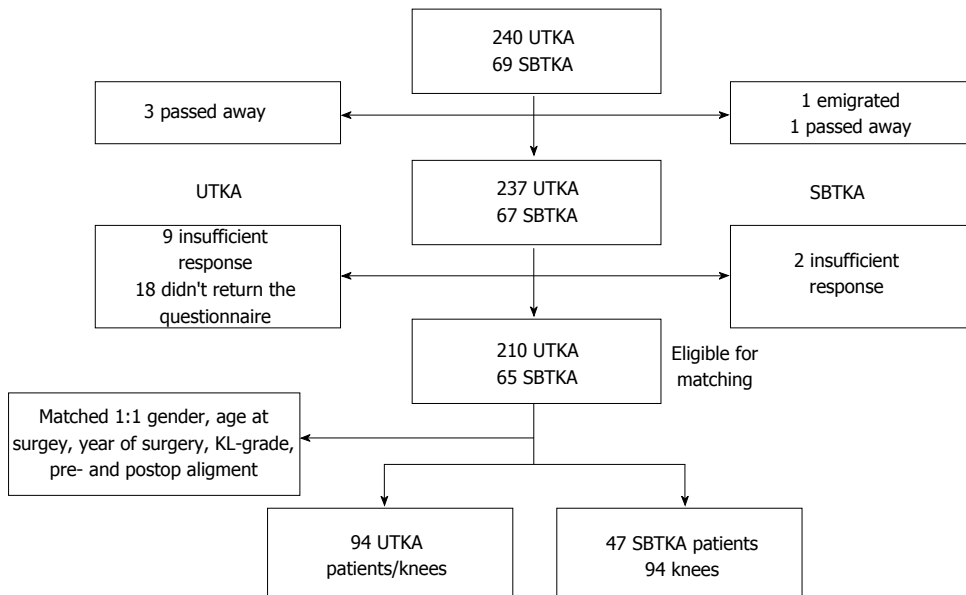 240 UTKA
69 SBTKA
3 passed away
1 emigrated
1 passed away
237 UTKA
67 SBTKA
UTKA
SBTKA
9 insufficient
response
18 didn't return the
questionnaire
2 insufficient
response
210 UTKA
65 SBTKA
Eligible for
matching
Matched 1:1 gender, age at
surgey, year of surgery, KL-grade,
pre- and postop aligment
94 UTKA
patients/knees
47 SBTKA patients
94 knees